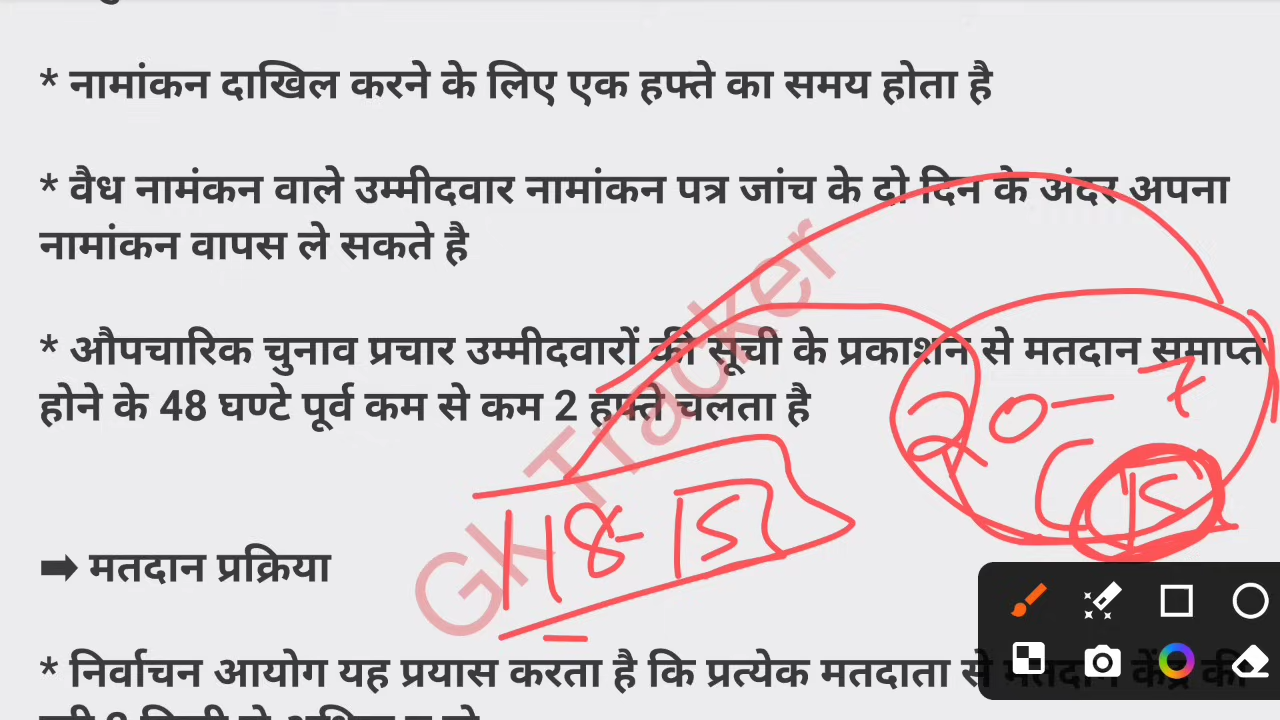 * नामांकन दाखिल करने के लिए एक हफ्ते का समय होता है
* वैध नामंकन वाले उम्मीदवार नामांकन पत्र जांच के दो दिन के अंदर अपना
नामांकन वापस ले सकते है
* औपचारिक चुनाव प्रचार उम्मीदवारों की सूची के प्रकाशन से मतदान समाप्त
होने के 48 घण्टे पूर्व कम से कम 2 हफ्ते चलता है
20-7
15
118-15
Gk Tracker
➡ मतदान प्रक्रिया
* निर्वाचन आयोग यह प्रयास करता है कि प्रत्येक मतदाता से मतदान केंद्र की